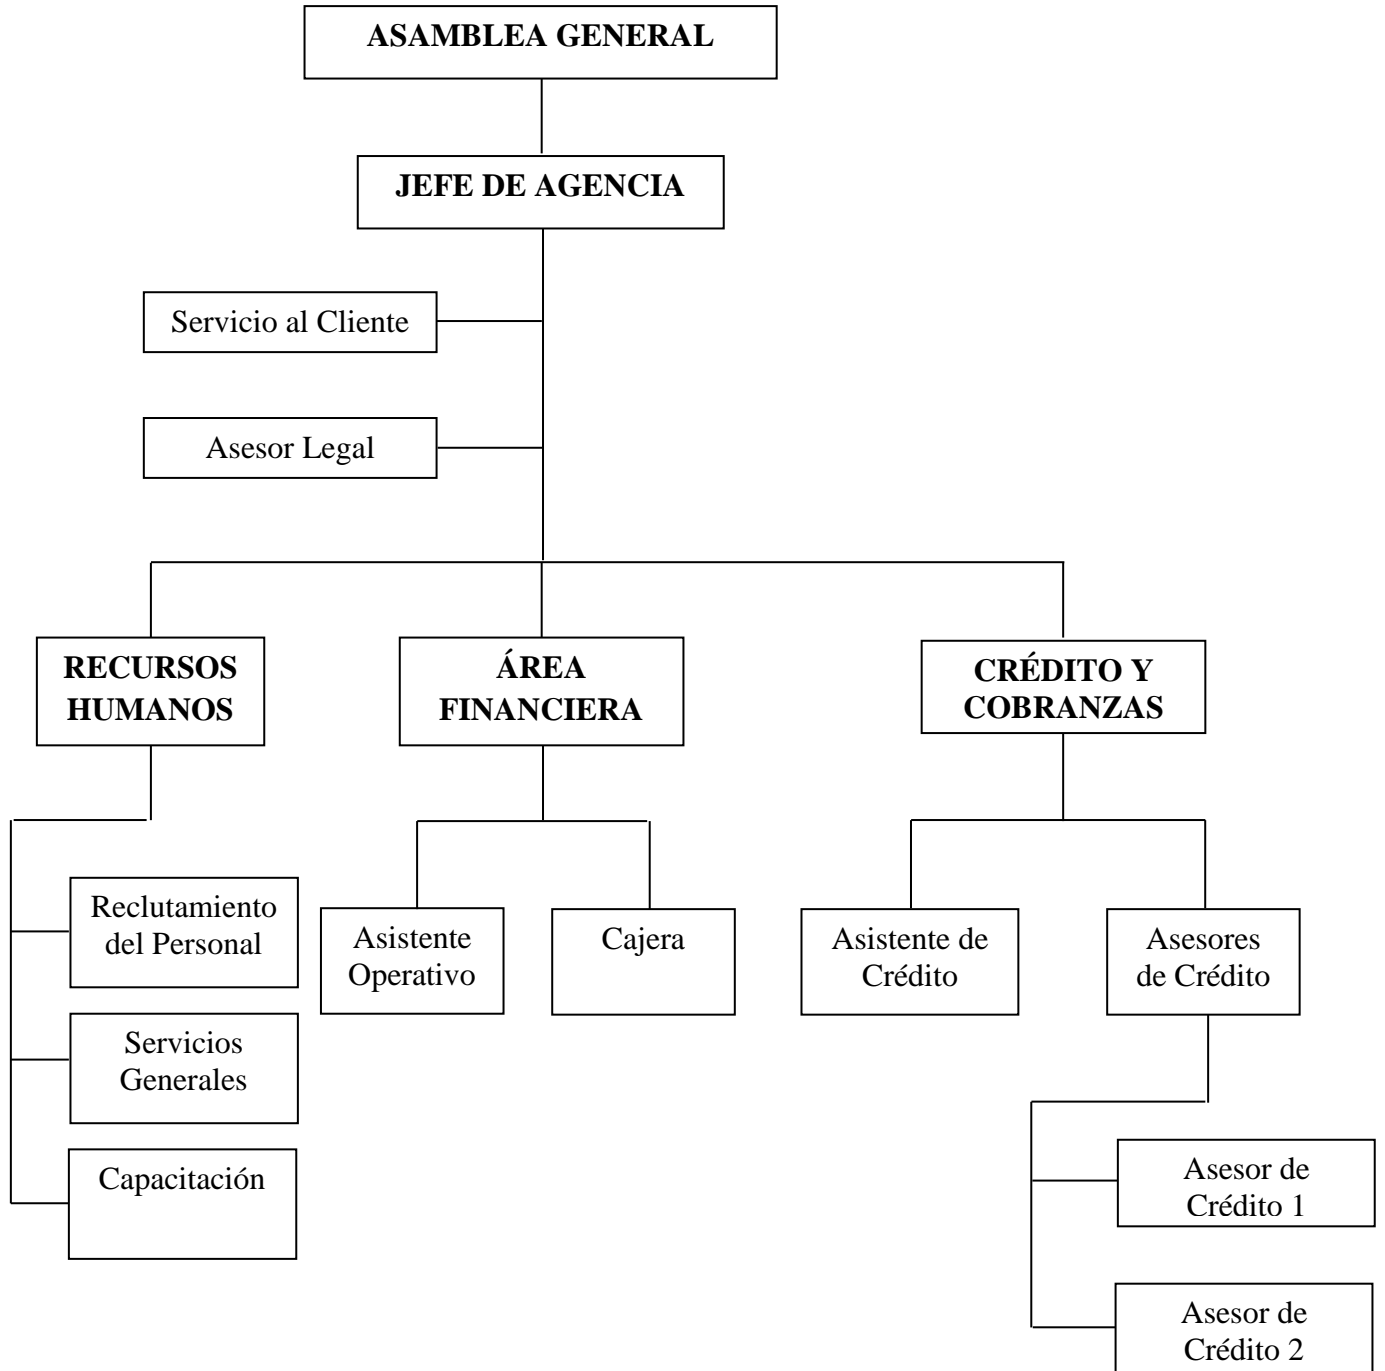 ASAMBLEA GENERAL
JEFE DE AGENCIA
Servicio al Cliente
Asesor Legal
RECURSOS
HUMANOS
ÁREA
FINANCIERA
CRÉDITO Y
COBRANZAS
Reclutamiento
del Personal
Servicios
Generales
Capacitación
Asistente
Operativo
Cajera
Asistente de
Crédito
Asesores
de Crédito
Asesor de
Crédito 1
Asesor de
Crédito 2